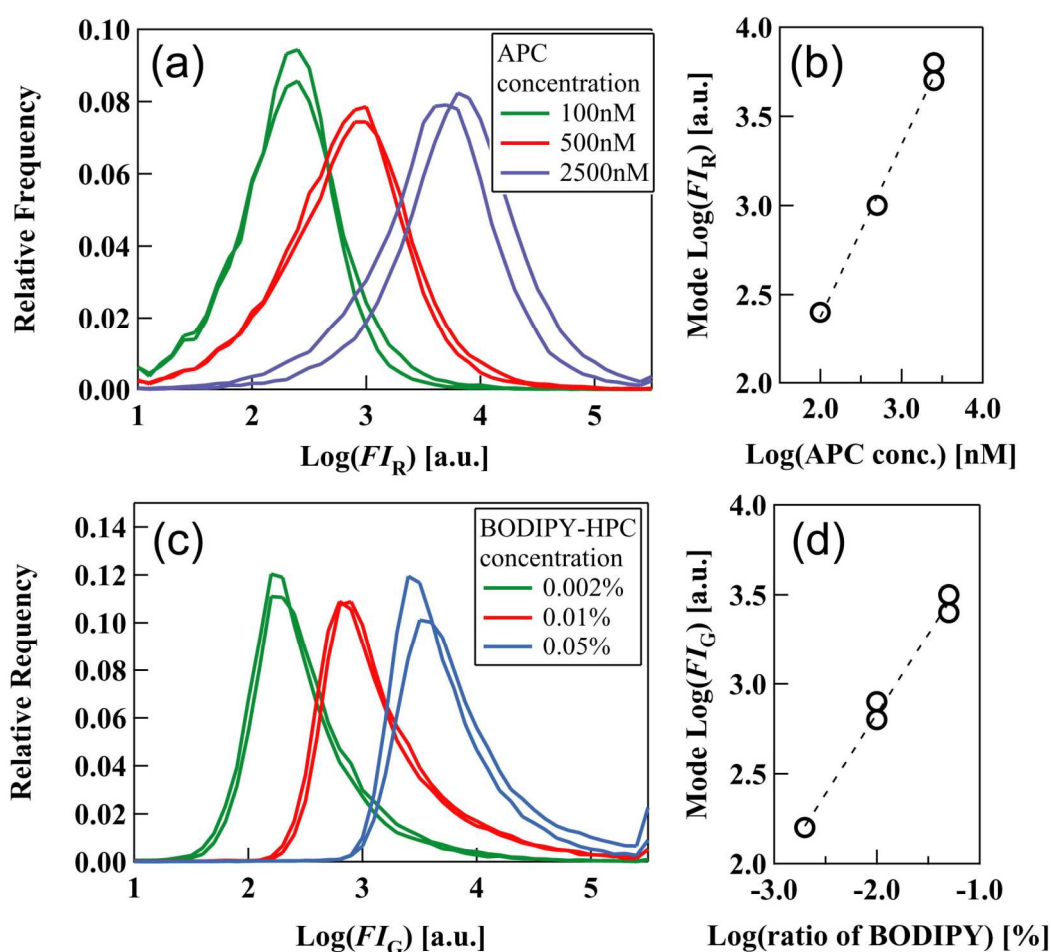 (a)
APC
concentration
100nM
500nM
2500nM
0.10
0.08
0.06
0.04
0.02
0.00
Relative Frequency
1 2 3 4 5
Log(FI_R) [a.u.]
(b)
4.0
3.5
3.0
2.5
2.0
Mode Log(FI_R) [a.u.]
2.0 3.0 4.0
Log(APC conc.) [nM]
(c)
BODIPY-HPC
concentration
0.002%
0.01%
0.05%
0.14
0.12
0.10
0.08
0.06
0.04
0.02
0.00
Relative Requency
1 2 3 4 5
Log(FI_G) [a.u.]
(d)
4.0
3.5
3.0
2.5
2.0
Mode Log(FI_G) [a.u.]
-3.0 -2.0 -1.0
Log(ratio of BODIPY) [%]